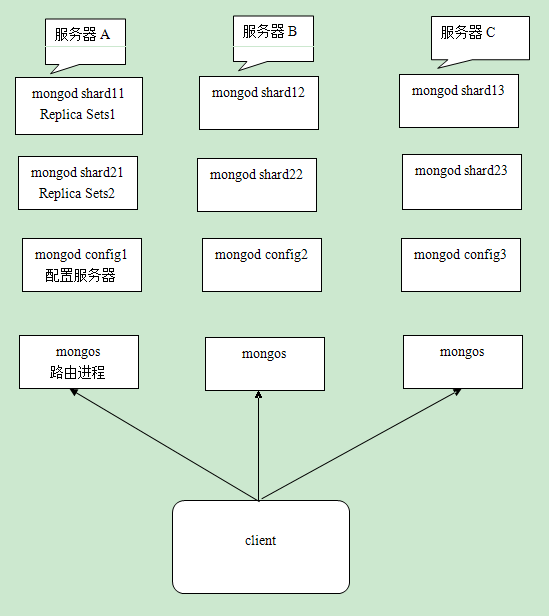 服务器 A
服务器 B
服务器 C
mongod shard11
Replica Sets1
mongod shard12
mongod shard13
mongod shard21
Replica Sets2
mongod shard22
mongod shard23
mongod config1
配置服务器
mongod config2
mongod config3
mongos
路由进程
mongos
mongos
client